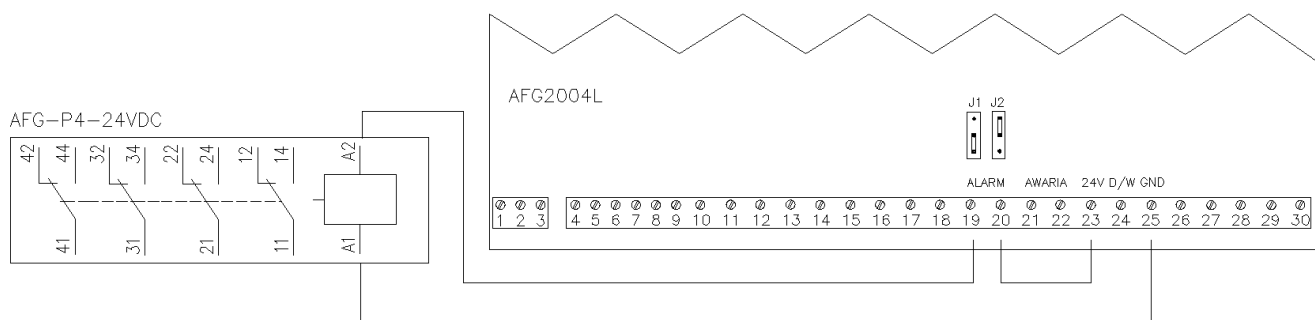 AFG2004L
J1 J2
AFG-P4-24VDC
42 44 32 34 22 24 12 14 A2
ALARM AWARIA 24V D/W GND
1 2 3 4 5 6 7 8 9 10 11 12 13 14 15 16 17 18 19 20 21 22 23 24 25 26 27 28 29 30
41 31 21 11 A1